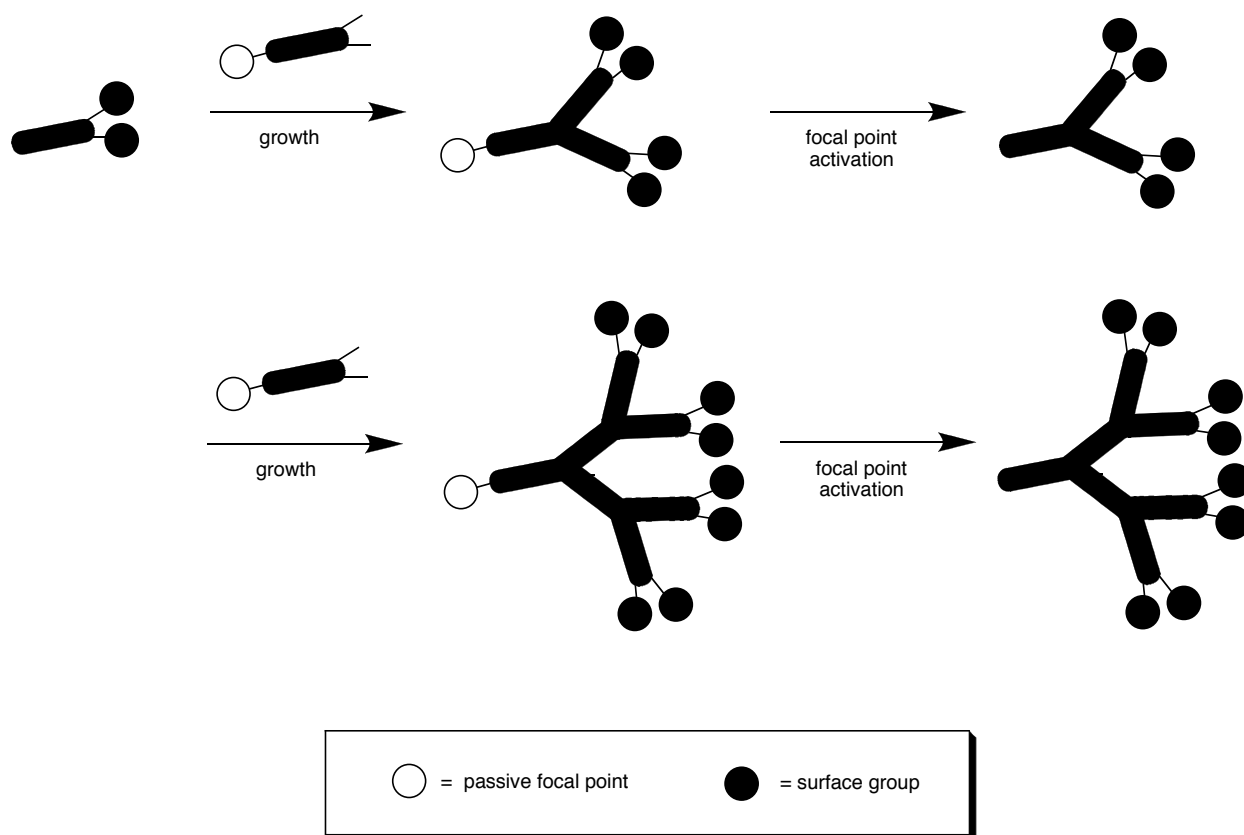 growth
focal point
activation
growth
focal point
activation
= passive focal point
= surface group